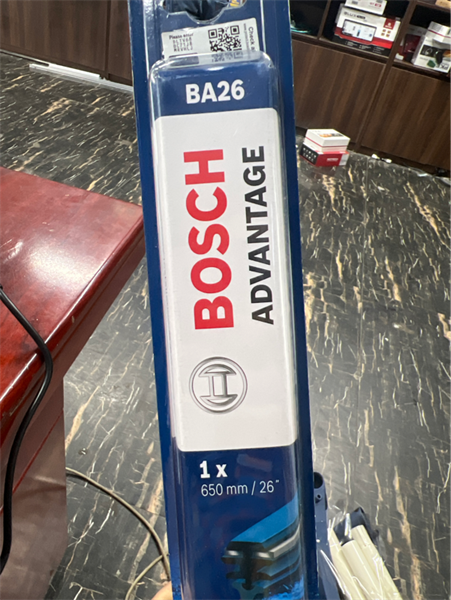 BA26
BOSCH
ADVANTAGE
1 x
650 mm / 26"